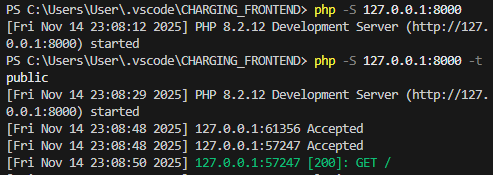 PS C:\Users\User\.vscode\CHARGING_FRONTEND> php -S 127.0.0.1:8000
[Fri Nov 14 23:08:12 2025] PHP 8.2.12 Development Server (http://127.
0.0.1:8000) started
PS C:\Users\User\.vscode\CHARGING_FRONTEND> php -S 127.0.0.1:8000 -t
public
[Fri Nov 14 23:08:29 2025] PHP 8.2.12 Development Server (http://127.
0.0.1:8000) started
[Fri Nov 14 23:08:48 2025] 127.0.0.1:61356 Accepted
[Fri Nov 14 23:08:48 2025] 127.0.0.1:57247 Accepted
[Fri Nov 14 23:08:50 2025] 127.0.0.1:57247 [200]: GET /